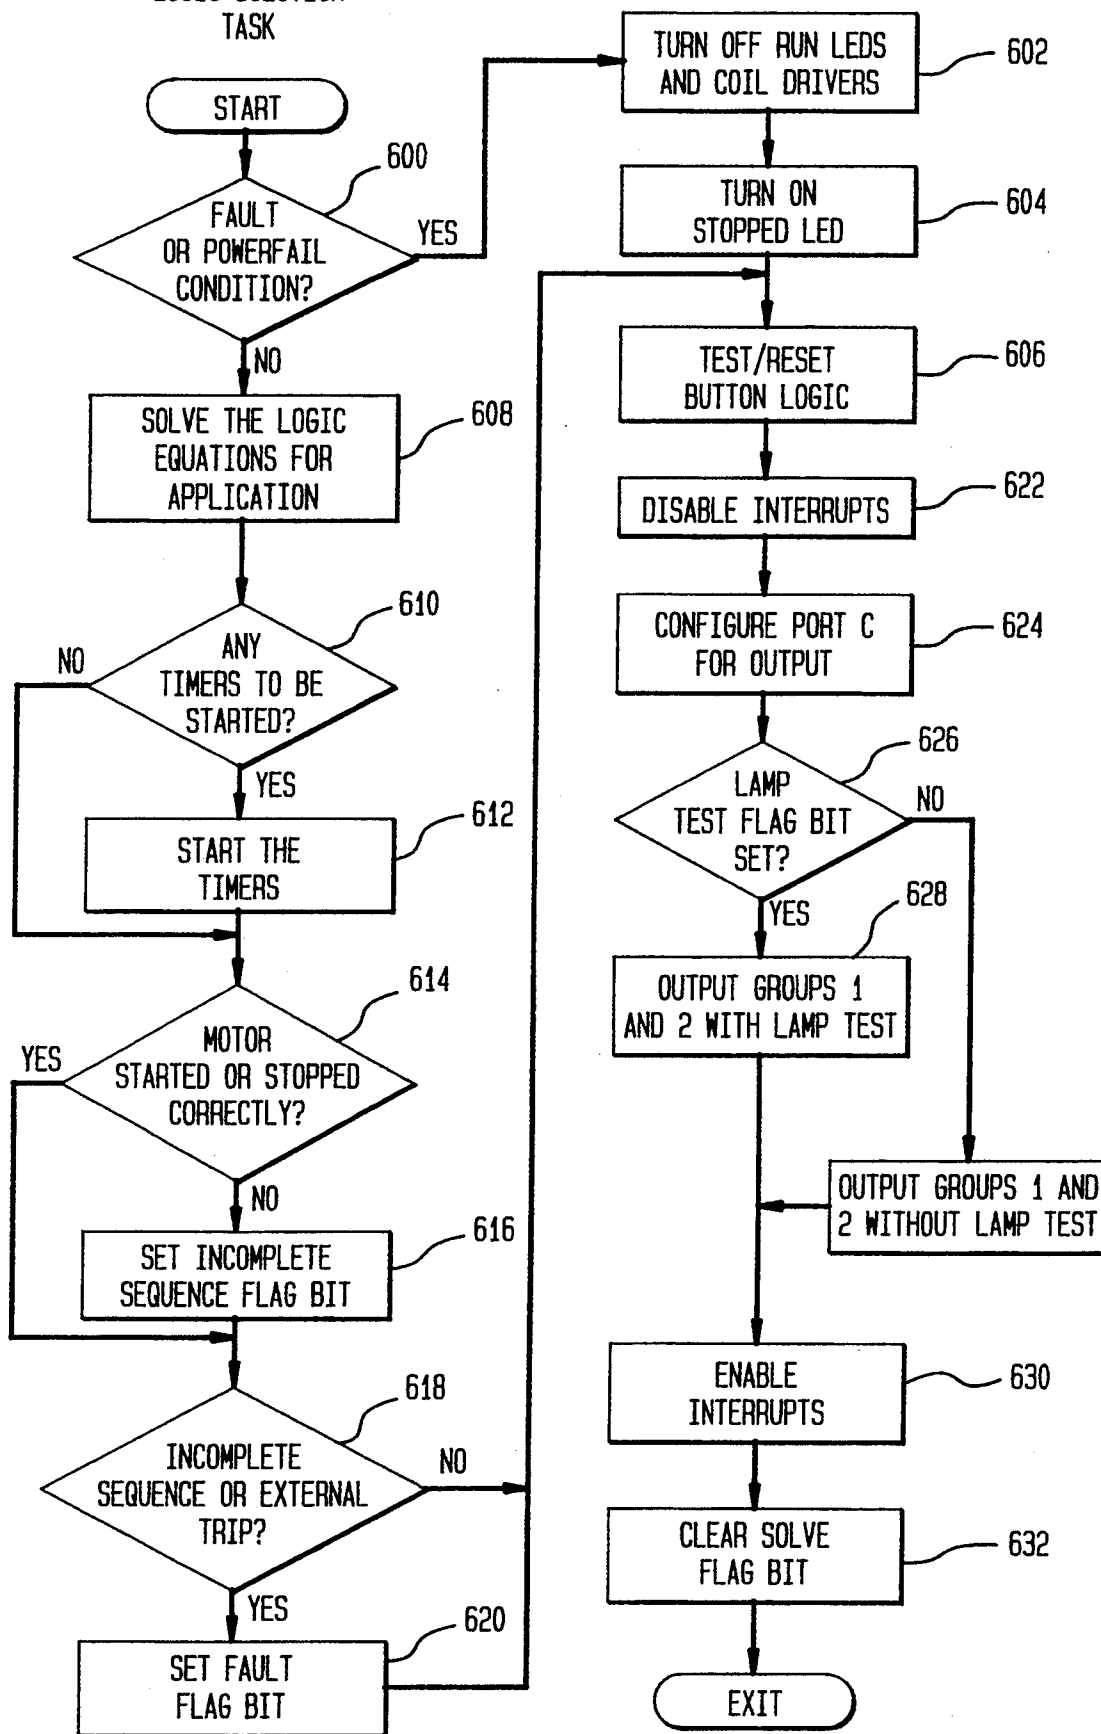 TASK
START
600
FAULT
OR POWERFAIL
CONDITION?
YES
NO
SOLVE THE LOGIC
EQUATIONS FOR
APPLICATION
608
610
ANY
TIMERS TO BE
STARTED?
NO
YES
612
START THE
TIMERS
614
MOTOR
STARTED OR STOPPED
CORRECTLY?
YES
NO
616
SET INCOMPLETE
SEQUENCE FLAG BIT
618
INCOMPLETE
SEQUENCE OR EXTERNAL
TRIP?
NO
YES
620
SET FAULT
FLAG BIT
TURN OFF RUN LEDS
AND COIL DRIVERS
602
TURN ON
STOPPED LED
604
TEST/RESET
BUTTON LOGIC
606
DISABLE INTERRUPTS
622
CONFIGURE PORT C
FOR OUTPUT
624
626
LAMP
TEST FLAG BIT
SET?
NO
YES
628
OUTPUT GROUPS 1
AND 2 WITH LAMP TEST
OUTPUT GROUPS 1 AND
2 WITHOUT LAMP TEST
ENABLE
INTERRUPTS
630
CLEAR SOLVE
FLAG BIT
632
EXIT